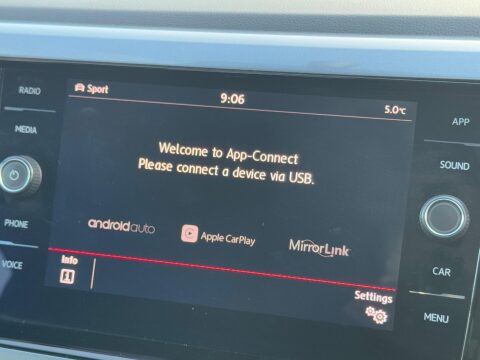 RADIO
MEDIA
PHONE
VOICE
Sport
9:06
5.0°C
Welcome to App-Connect
Please connect a device via USB.
androidauto
Apple CarPlay
MirrorLink
Info
Settings
APP
SOUND
CAR
MENU